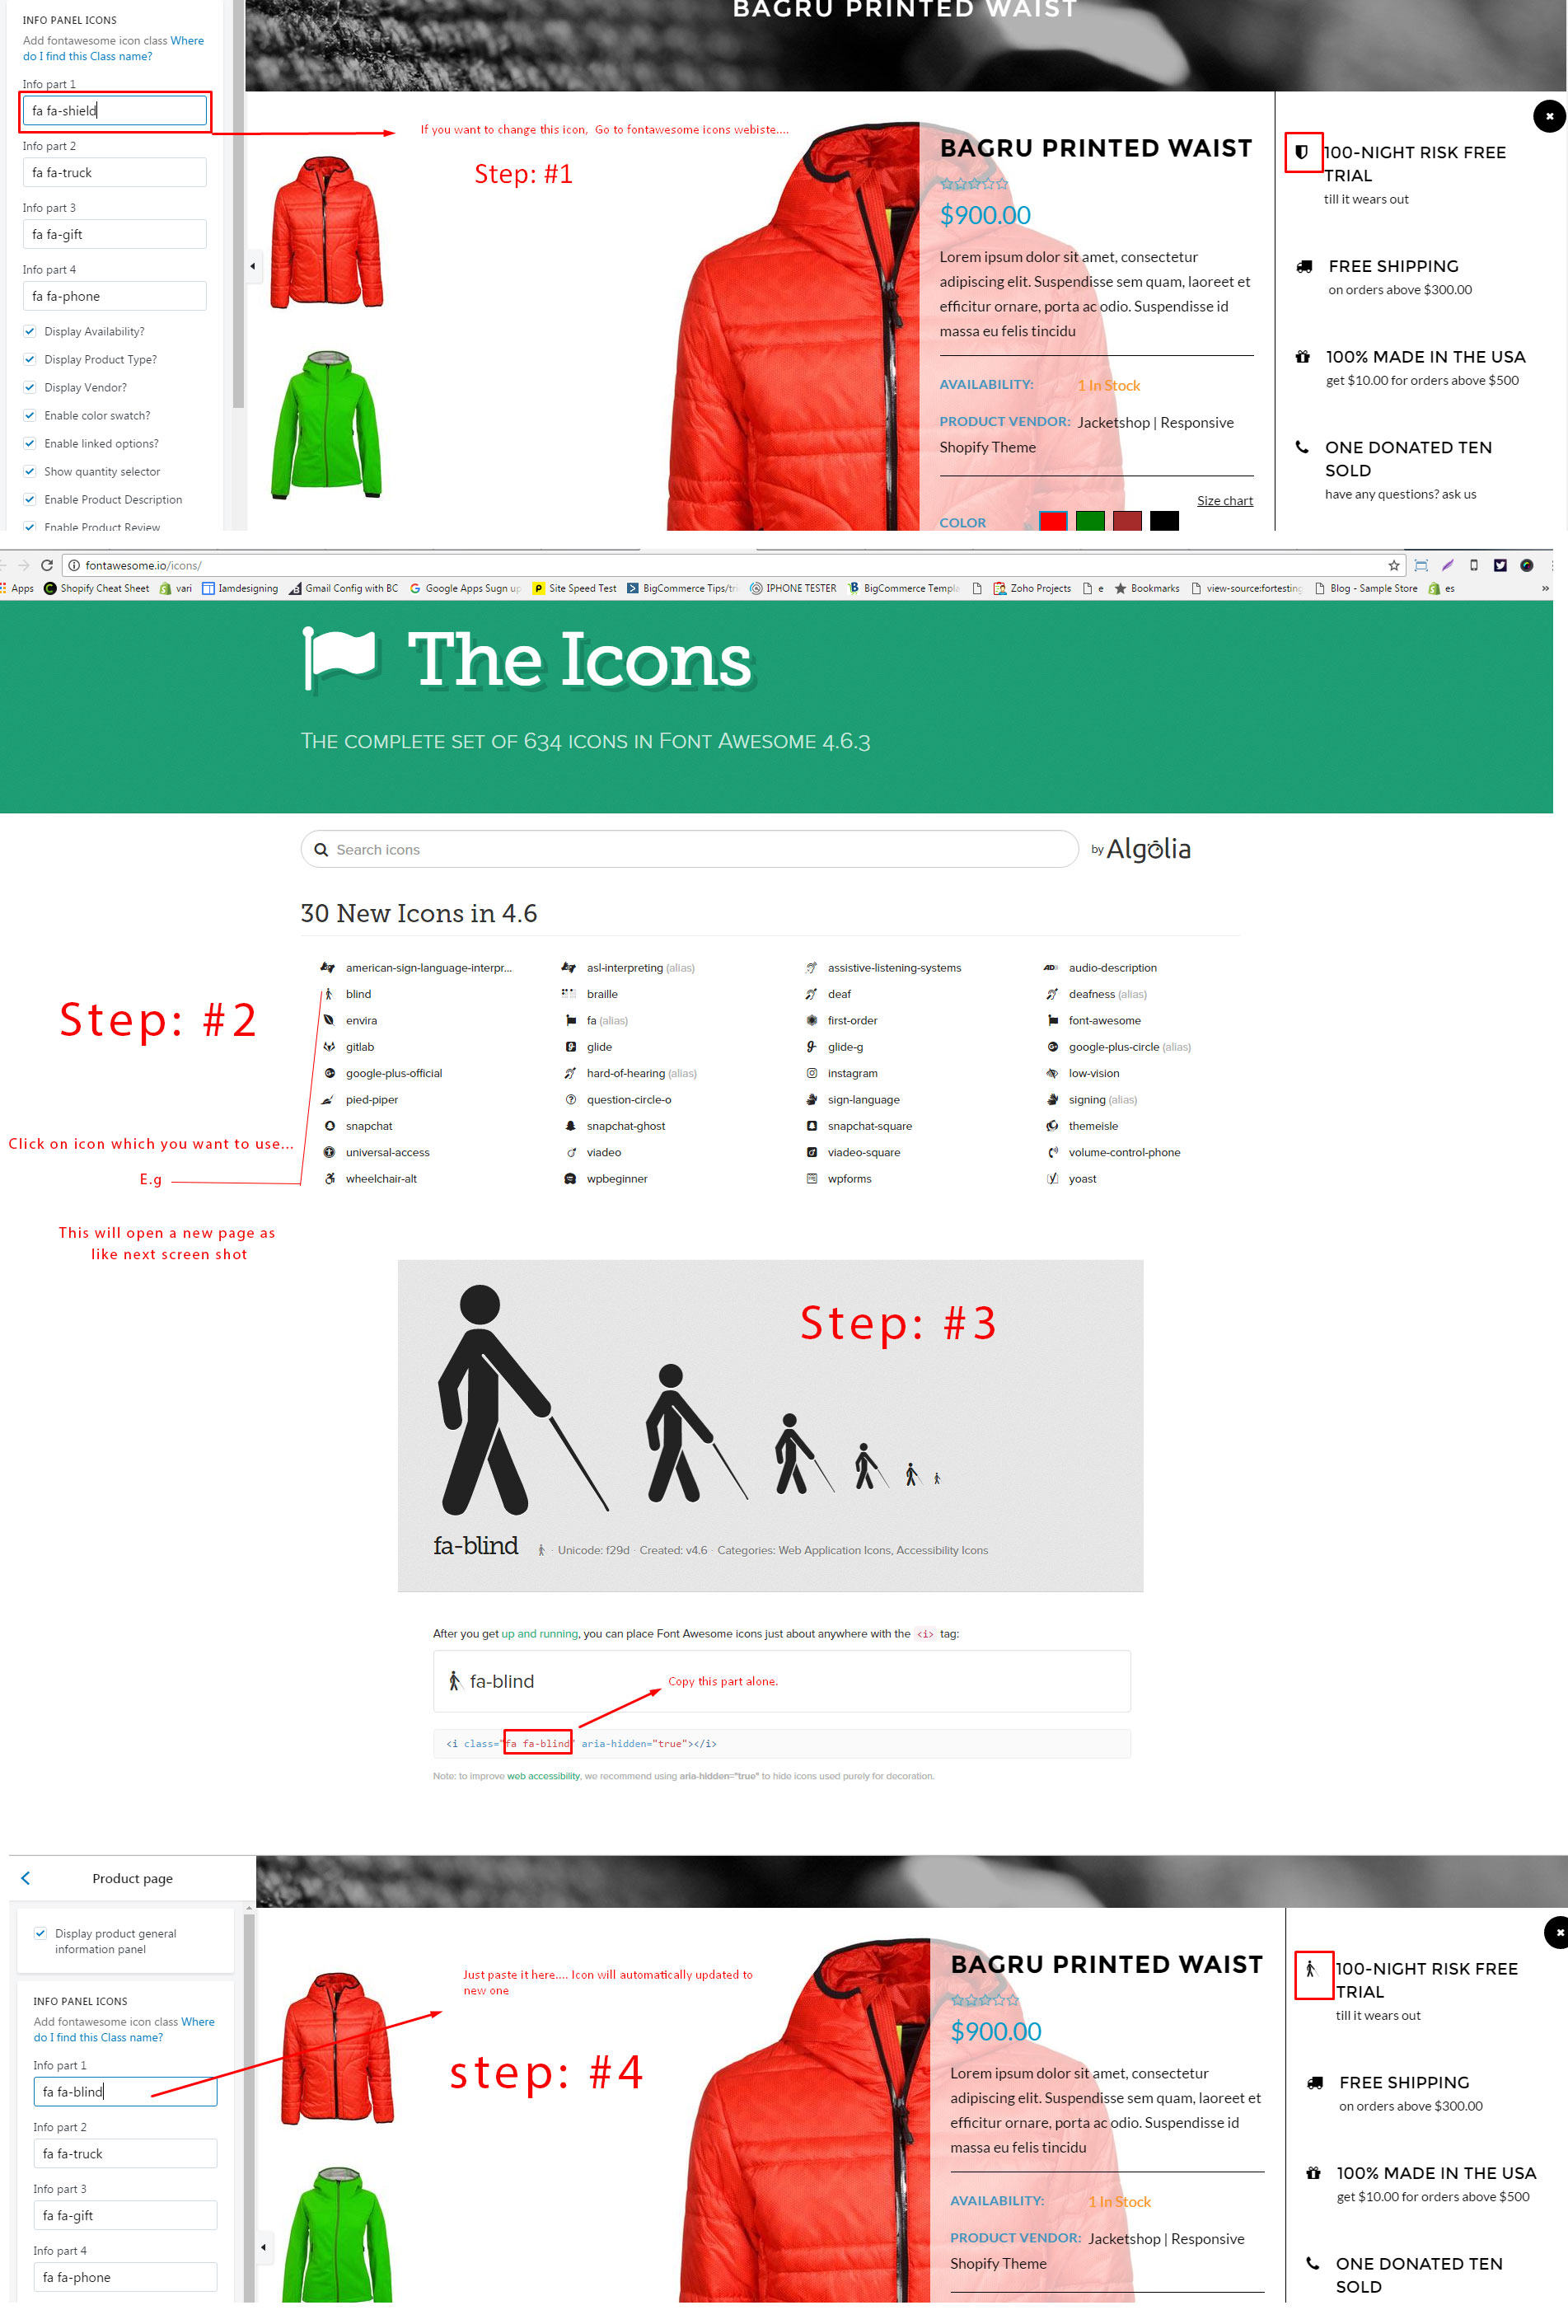 BAGRU PRINTED WAIST
INFO PANEL ICONS
Add fontawesome icon class Where
do I find this Class name?
Info part 1
fa fa-shield
Info part 2
fa fa-truck
Info part 3
fa fa-gift
Info part 4
fa fa-phone
Display Availability?
Display Product Type?
Display Vendor?
Enable color swatch?
Enable linked options?
Show quantity selector
Enable Product Description
Enable Product Review
If you want to change this icon, Go to fontawesome icons webiste....
Step: #1
BAGRU PRINTED WAIST
$900.00
Lorem ipsum dolor sit amet, consectetur
adipiscing elit. Suspendisse sem quam, laoreet et
efficitur ornare, porta ac odio. Suspendisse id
massa eu felis tincidu
AVAILABILITY: 1 In Stock
PRODUCT VENDOR: Jacketshop | Responsive
Shopify Theme
Size chart
COLOR
100-NIGHT RISK FREE
TRIAL
till it wears out
FREE SHIPPING
on orders above $300.00
100% MADE IN THE USA
get $10.00 for orders above $500
ONE DONATED TEN
SOLD
have any questions? ask us
fontawesome.io/icons/
Apps Shopify Cheat Sheet vari Iamdesigning Gmail Config with BC Google Apps Sugn up Site Speed Test BigCommerce Tips/tri IPHONE TESTER BigCommerce Templ Zoho Projects e Bookmarks view-source:fortesting Blog - Sample Store es »
The Icons
THE COMPLETE SET OF 634 ICONS IN FONT AWESOME 4.6.3
Search icons
by Algolia
30 New Icons in 4.6
american-sign-language-interpr... asl-interpreting (alias) assistive-listening-systems audio-description
blind braille deaf deafness (alias)
envira fa (alias) first-order font-awesome
gitlab glide glide-g google-plus-circle (alias)
google-plus-official hard-of-hearing (alias) instagram low-vision
pied-piper question-circle-o sign-language signing (alias)
snapchat snapchat-ghost snapchat-square themeisle
universal-access viadeo viadeo-square volume-control-phone
wheelchair-alt wpbeginner wpforms yoast
Step: #2
Click on icon which you want to use...
E.g
This will open a new page as
like next screen shot
Step: #3
fa-blind · Unicode: f29d · Created: v4.6 · Categories: Web Application Icons, Accessibility Icons
After you get up and running, you can place Font Awesome icons just about anywhere with the <i> tag:
fa-blind
Copy this part alone.
<i class="fa fa-blind" aria-hidden="true"></i>
Note: to improve web accessibility, we recommend using aria-hidden="true" to hide icons used purely for decoration.
Product page
Display product general
information panel
INFO PANEL ICONS
Add fontawesome icon class Where
do I find this Class name?
Info part 1
fa fa-blind
Info part 2
fa fa-truck
Info part 3
fa fa-gift
Info part 4
fa fa-phone
Just paste it here.... Icon will automatically updated to
new one
step: #4
BAGRU PRINTED WAIST
$900.00
Lorem ipsum dolor sit amet, consectetur
adipiscing elit. Suspendisse sem quam, laoreet et
efficitur ornare, porta ac odio. Suspendisse id
massa eu felis tincidu
AVAILABILITY: 1 In Stock
PRODUCT VENDOR: Jacketshop | Responsive
Shopify Theme
100-NIGHT RISK FREE
TRIAL
till it wears out
FREE SHIPPING
on orders above $300.00
100% MADE IN THE USA
get $10.00 for orders above $500
ONE DONATED TEN
SOLD